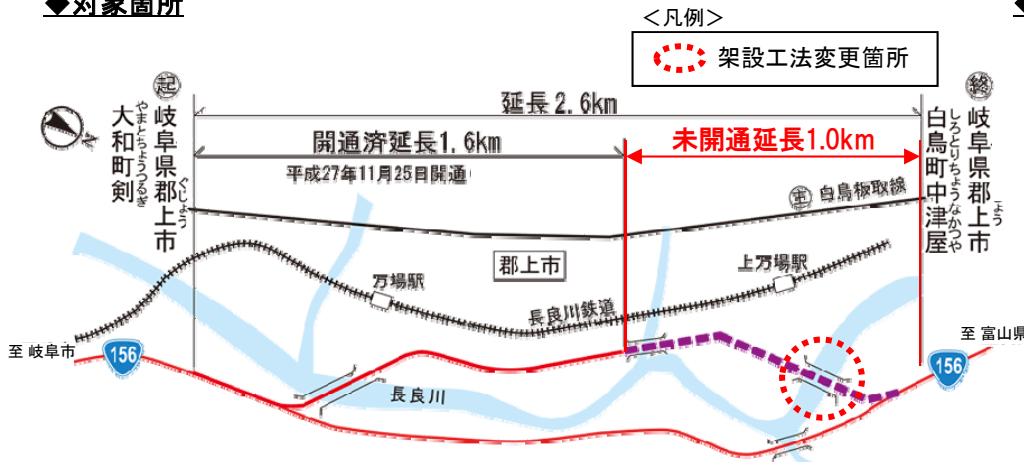 ◆対象箇所
＜凡例＞
架設工法変更箇所
起
岐阜県郡上市
ぐじょう
大和町剣
やまとちょうつるぎ
終
岐阜県郡上市
よう
白鳥町中津屋
しろとりちょうなかつや
延長2.6km
開通済延長1.6km
平成27年11月25日開通
未開通延長1.0km
市 白鳥板取線
郡上市
万場駅
上万場駅
長良川鉄道
至 岐阜市
156
長良川
至 富山県
156